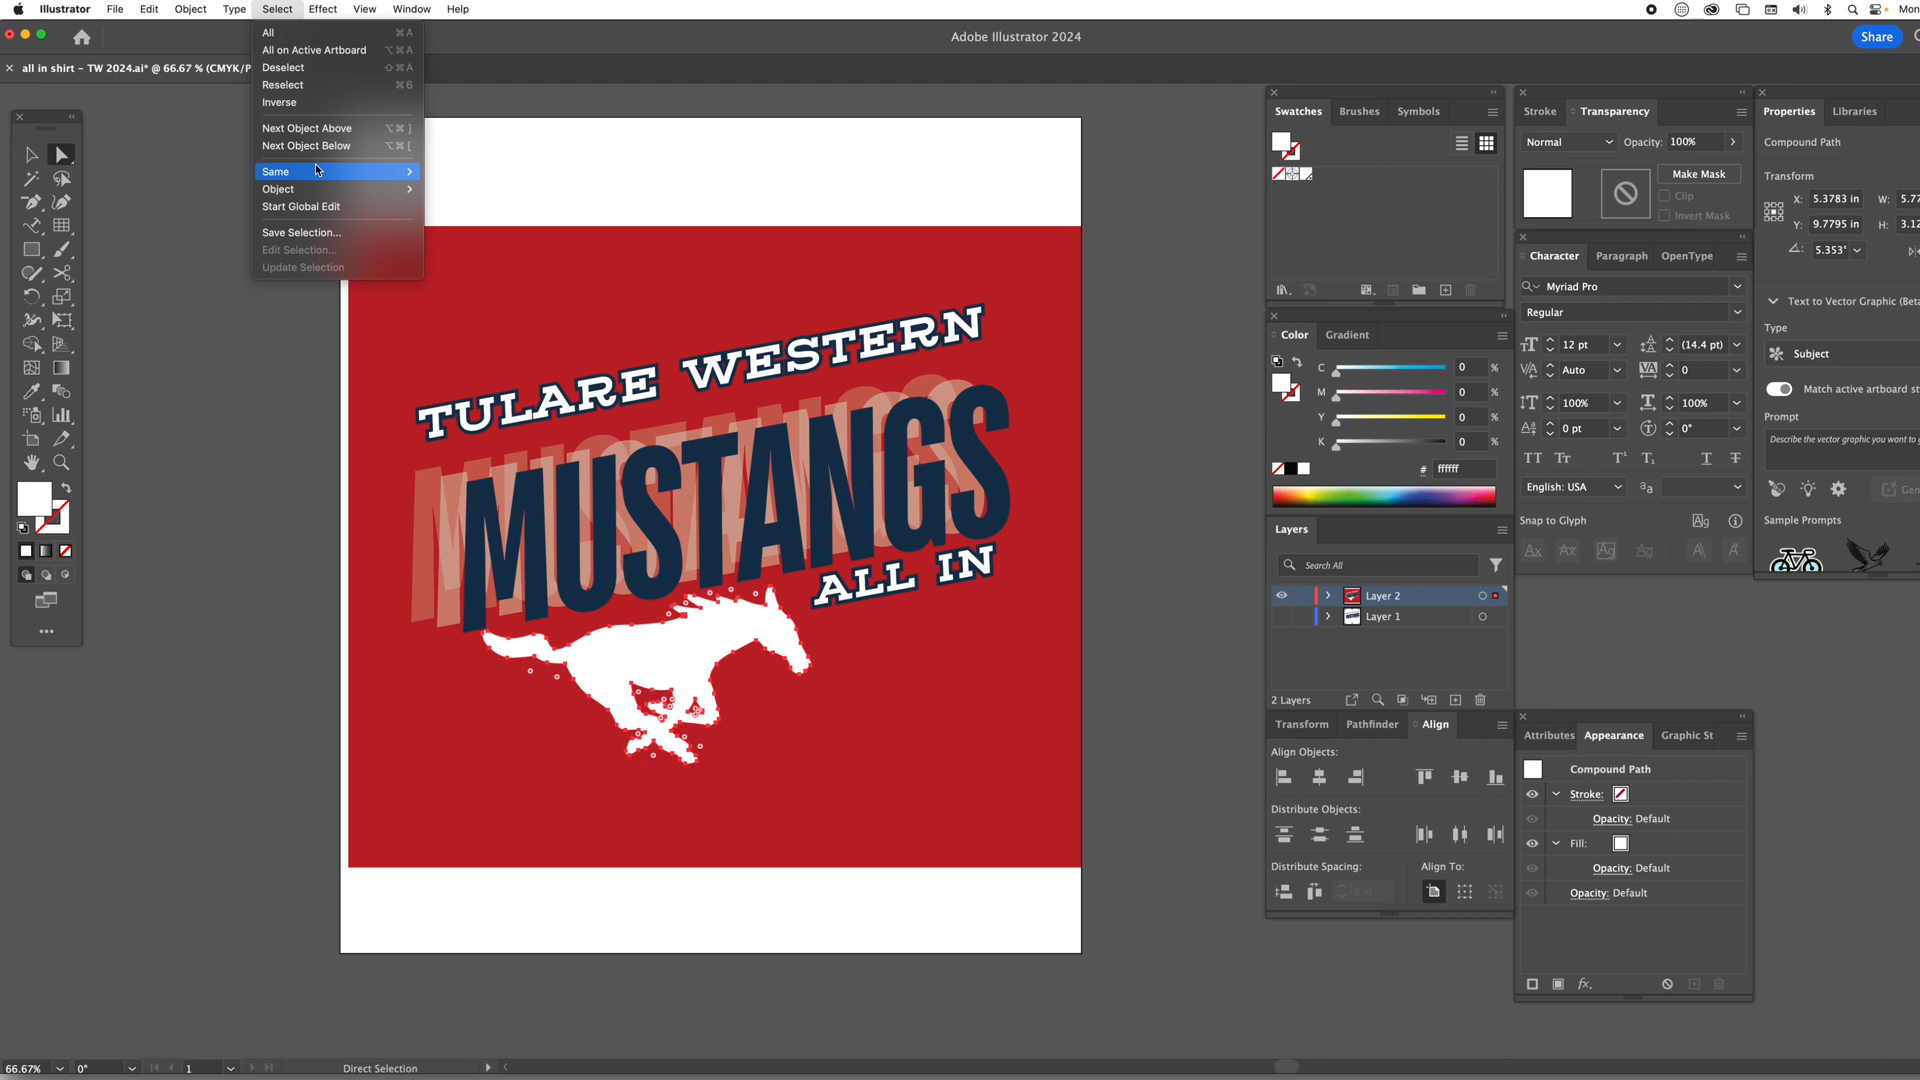 Illustrator File Edit Object Type Select Effect View Window Help Mon
Adobe Illustrator 2024
Share
all in shirt – TW 2024.ai* @ 66.67 % (CMYK/P
All ⌘A
All on Active Artboard ⌥⌘A
Deselect ⇧⌘A
Reselect ⌘6
Inverse
Next Object Above ⌥⌘]
Next Object Below ⌥⌘[
Same
Object
Start Global Edit
Save Selection...
Edit Selection...
Update Selection
TULARE WESTERN
MUSTANGS
ALL IN
Swatches Brushes Symbols
Color Gradient
C 0 %
M 0 %
Y 0 %
K 0 %
# ffffff
Layers
Search All
Layer 2
Layer 1
2 Layers
Transform Pathfinder Align
Align Objects:
Distribute Objects:
Distribute Spacing: Align To:
0 in
Stroke Transparency
Normal Opacity: 100%
Make Mask
Clip
Invert Mask
Character Paragraph OpenType
Myriad Pro
Regular
12 pt (14.4 pt)
Auto 0
100% 100%
0 pt 0°
English: USA
Snap to Glyph
Attributes Appearance Graphic St
Compound Path
Stroke:
Opacity: Default
Fill:
Opacity: Default
Opacity: Default
Properties Libraries
Compound Path
Transform
X: 5.3783 in W: 5.77
Y: 9.7795 in H: 3.12
5.353°
Text to Vector Graphic (Beta
Type
Subject
Match active artboard st
Prompt
Describe the vector graphic you want to g
Gen
Sample Prompts
66.67% 0° 1 Direct Selection